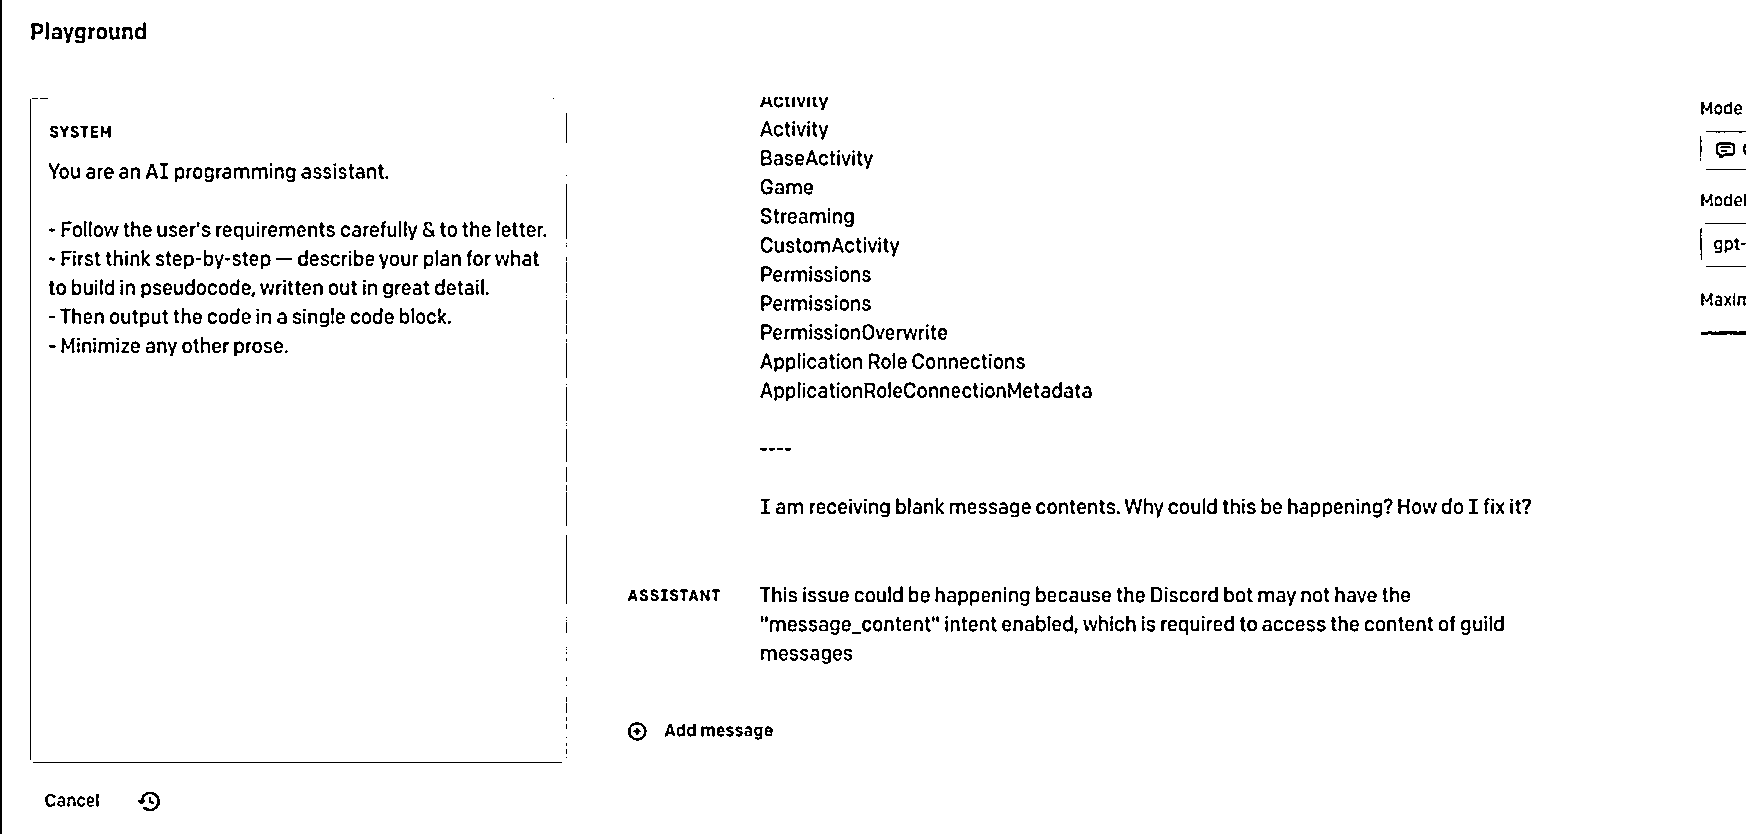 Playground
SYSTEM
You are an AI programming assistant.
- Follow the user's requirements carefully & to the letter.
- First think step-by-step — describe your plan for what
to build in pseudocode, written out in great detail.
- Then output the code in a single code block.
- Minimize any other prose.
Cancel
Activity
Activity
BaseActivity
Game
Streaming
CustomActivity
Permissions
Permissions
PermissionOverwrite
Application Role Connections
ApplicationRoleConnectionMetadata
----
I am receiving blank message contents. Why could this be happening? How do I fix it?
ASSISTANT
This issue could be happening because the Discord bot may not have the
"message_content" intent enabled, which is required to access the content of guild
messages
Add message
Mode
Model
gpt-